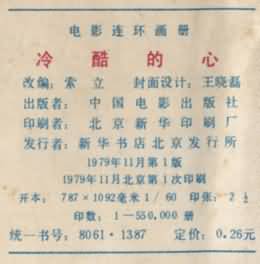 电影连环画册
冷酷的心
改编：索立 封面设计：王晓磊
出版者：中国电影出版社
印刷者：北京新华印刷厂
发行者：新华书店北京发行所
1979年11月第1版
1979年11月北京第1次印刷
开本：787×1092毫米1/60 印张：2½
印数：1—550.000册
统一书号：8061·1387 定价：0.26元